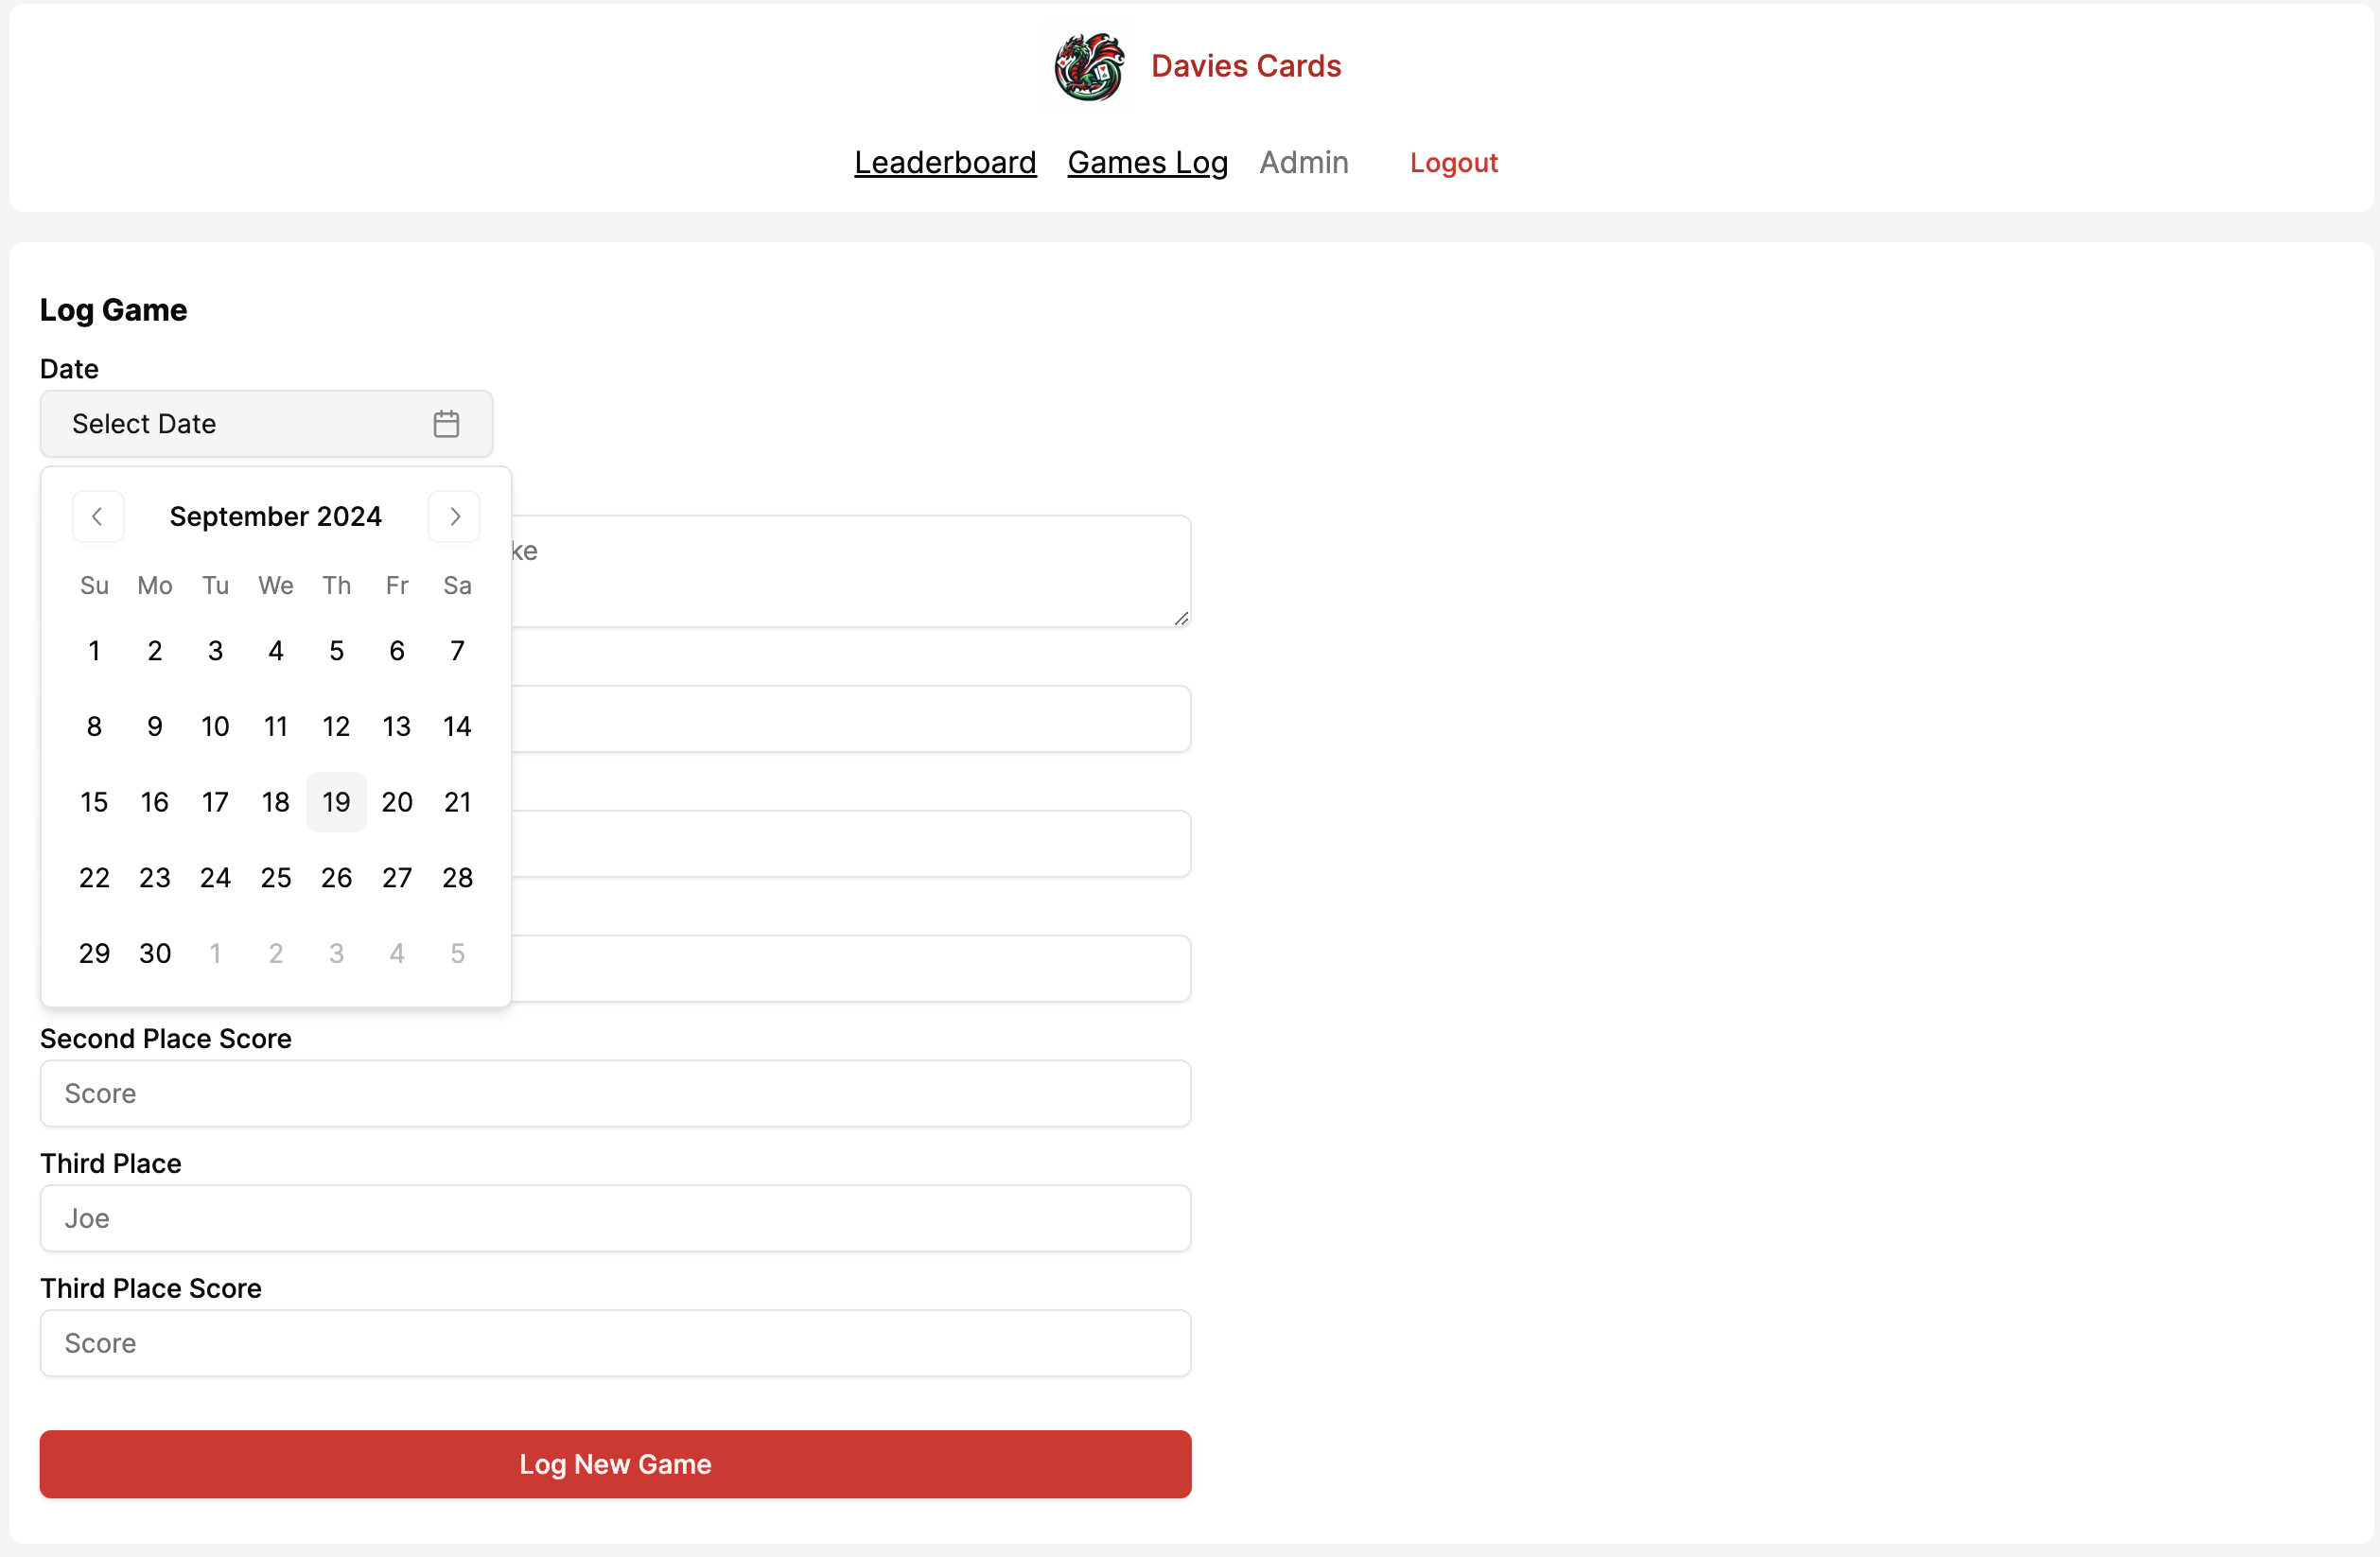 Davies Cards
Leaderboard Games Log Admin Logout
Log Game
Date
Select Date
September 2024
Su Mo Tu We Th Fr Sa
1 2 3 4 5 6 7
8 9 10 11 12 13 14
15 16 17 18 19 20 21
22 23 24 25 26 27 28
29 30 1 2 3 4 5
Second Place Score
Score
Third Place
Joe
Third Place Score
Score
Log New Game